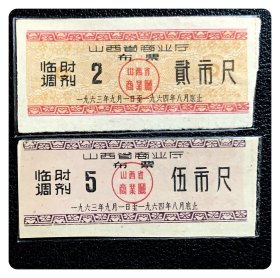 山西省商业厅
布票
临时
调剂
2
山西省
商业厅
贰市尺
一九六三年九月一日至一九六四年八月底止
山西省商业厅
布票
临时
调剂
5
山西省
商业厅
伍市尺
一九六三年九月一日至一九六四年八月底止